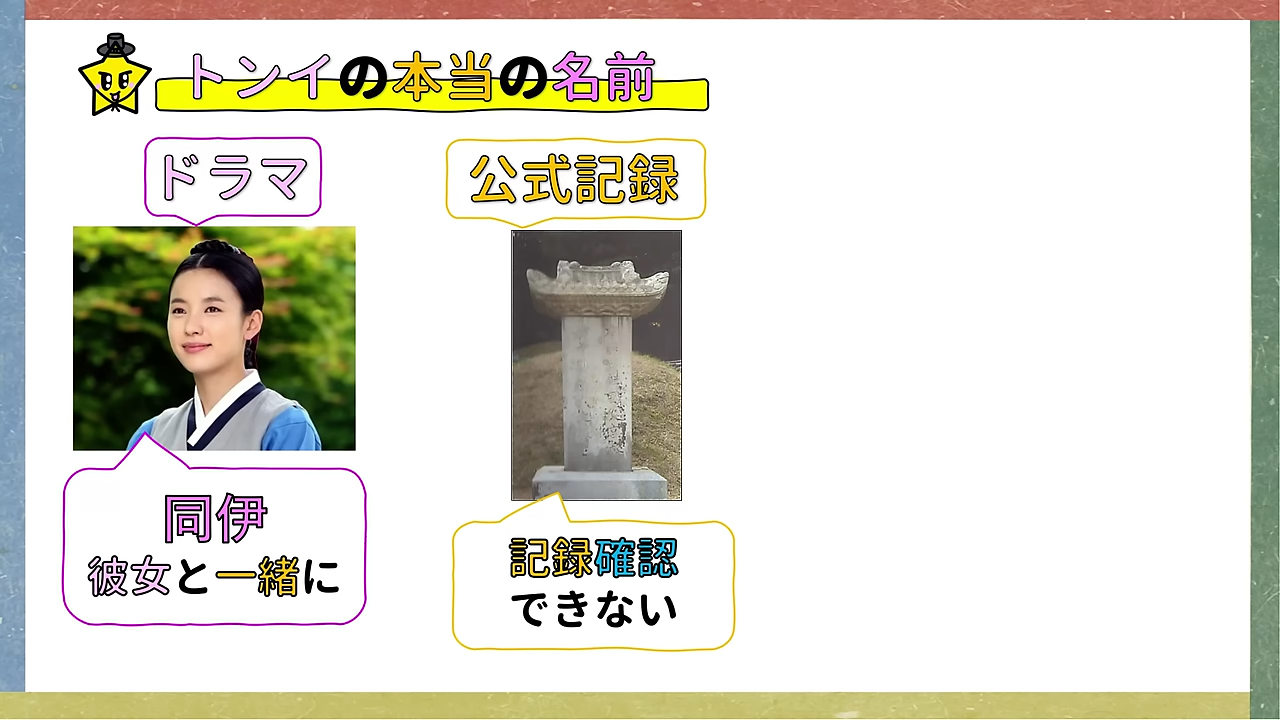 トンイの本当の名前
ドラマ
公式記録
同伊
彼女と一緒に
記録確認
できない